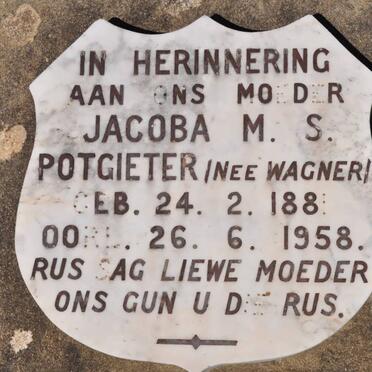 IN HERINNERING
AAN ONS MOEDER
JACOBA M. S.
POTGIETER (NEE WAGNER)
GEB. 24. 2.
OORL. 26. 6. 1958.
RUS SAG LIEWE MOEDER
ONS GUN U DIE RUS.